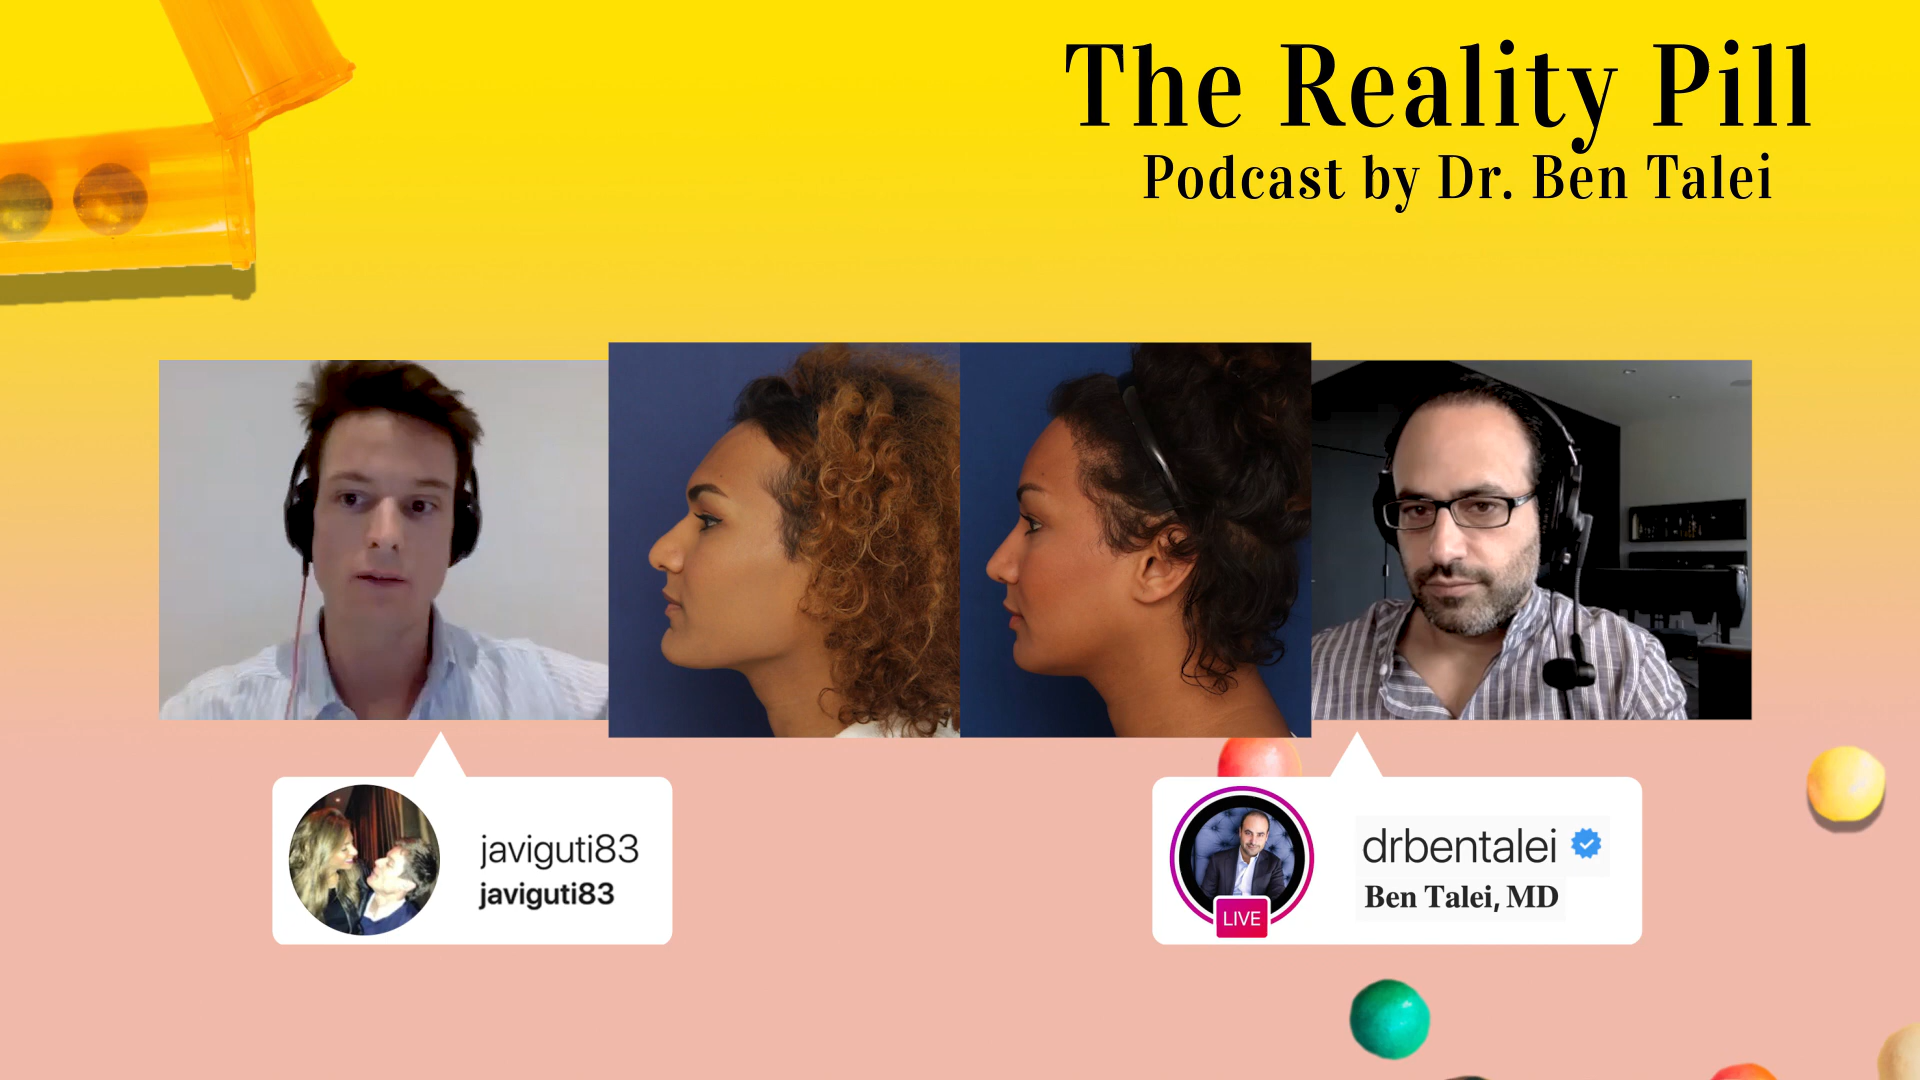 The Reality Pill
Podcast by Dr. Ben Talei
javiguti83
javiguti83
drbentalei
Ben Talei, MD
LIVE